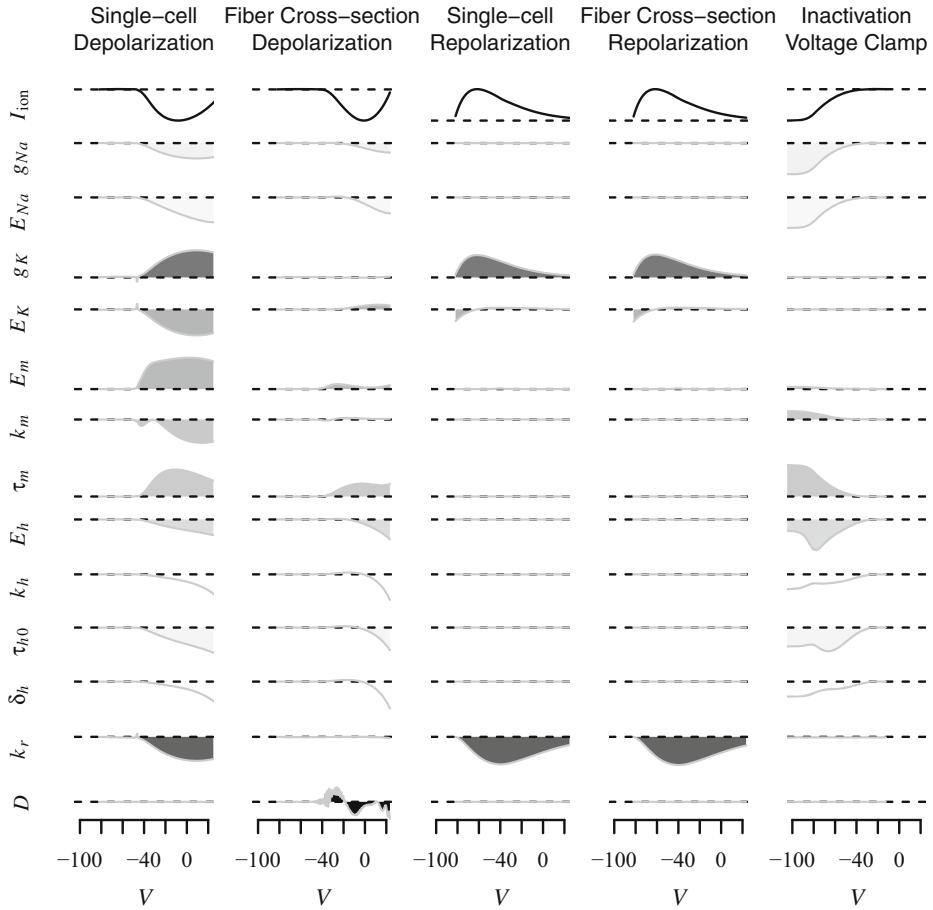 Single−cell Depolarization
Fiber Cross−section Depolarization
Single−cell Repolarization
Fiber Cross−section Repolarization
Inactivation Voltage Clamp
I_ion
g_Na
E_Na
g_K
E_K
E_m
k_m
τ_m
E_h
k_h
τ_h0
δ_h
k_r
D
−100 −40 0
−100 −40 0
−100 −40 0
−100 −40 0
−100 −40 0
V
V
V
V
V